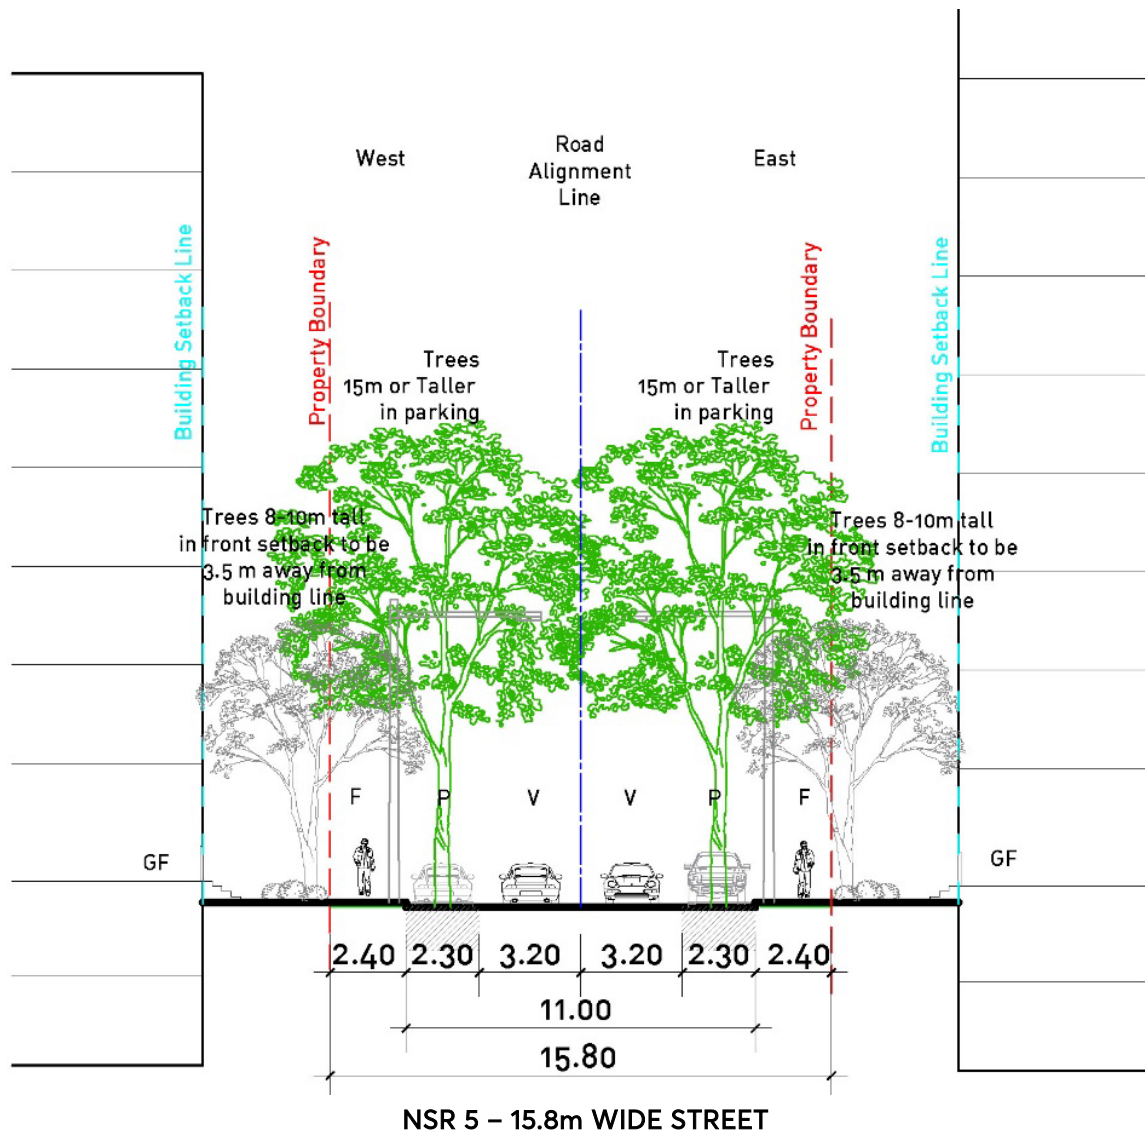 West
Road
Alignment
Line
East
Building Setback Line
Property Boundary
Property Boundary
Building Setback Line
Trees
15m or Taller
in parking
Trees
15m or Taller
in parking
Trees 8-10m tall
in front setback to be
3.5 m away from
building line
Trees 8-10m tall
in front setback to be
3.5 m away from
building line
F P V V P F
GF
GF
2.40 2.30 3.20 3.20 2.30 2.40
11.00
15.80
NSR 5 – 15.8m WIDE STREET